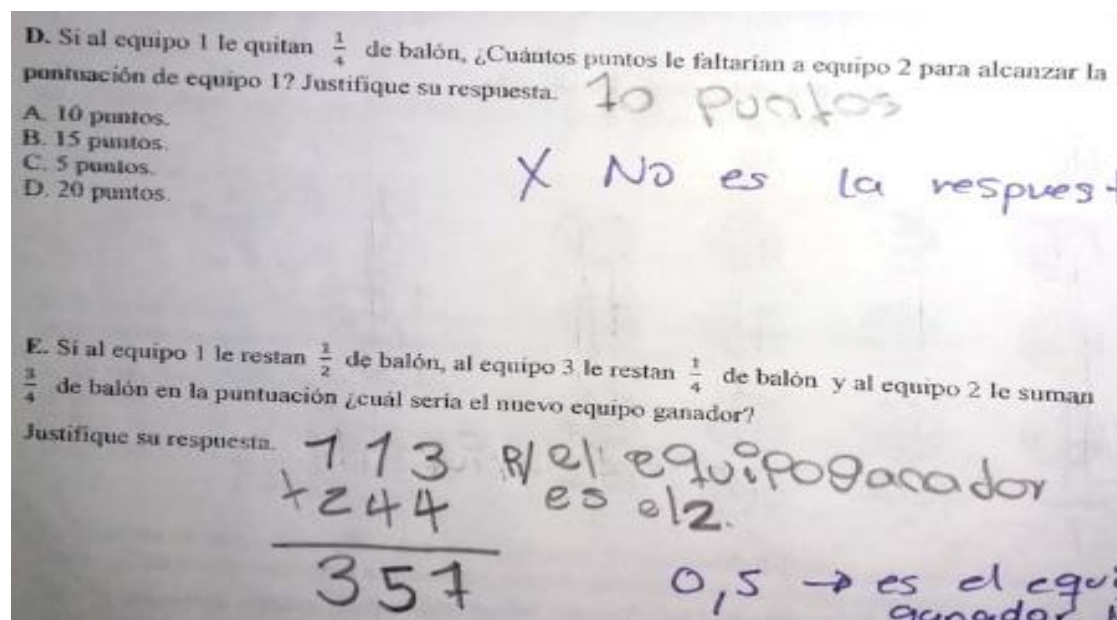 D. Si al equipo 1 le quitan 1/4 de balón, ¿Cuántos puntos le faltarían a equipo 2 para alcanzar la
puntuación de equipo 1? Justifique su respuesta. 10 puntos
A. 10 puntos.
B. 15 puntos.
C. 5 puntos.
D. 20 puntos.
X No es la respuest
E. Si al equipo 1 le restan 1/2 de balón, al equipo 3 le restan 1/4 de balón y al equipo 2 le suman
3/4 de balón en la puntuación ¿cuál sería el nuevo equipo ganador?
Justifique su respuesta.
113 R/ el equipo ganador
+244 es el 2.
357
0,5 → es el equi
ganador